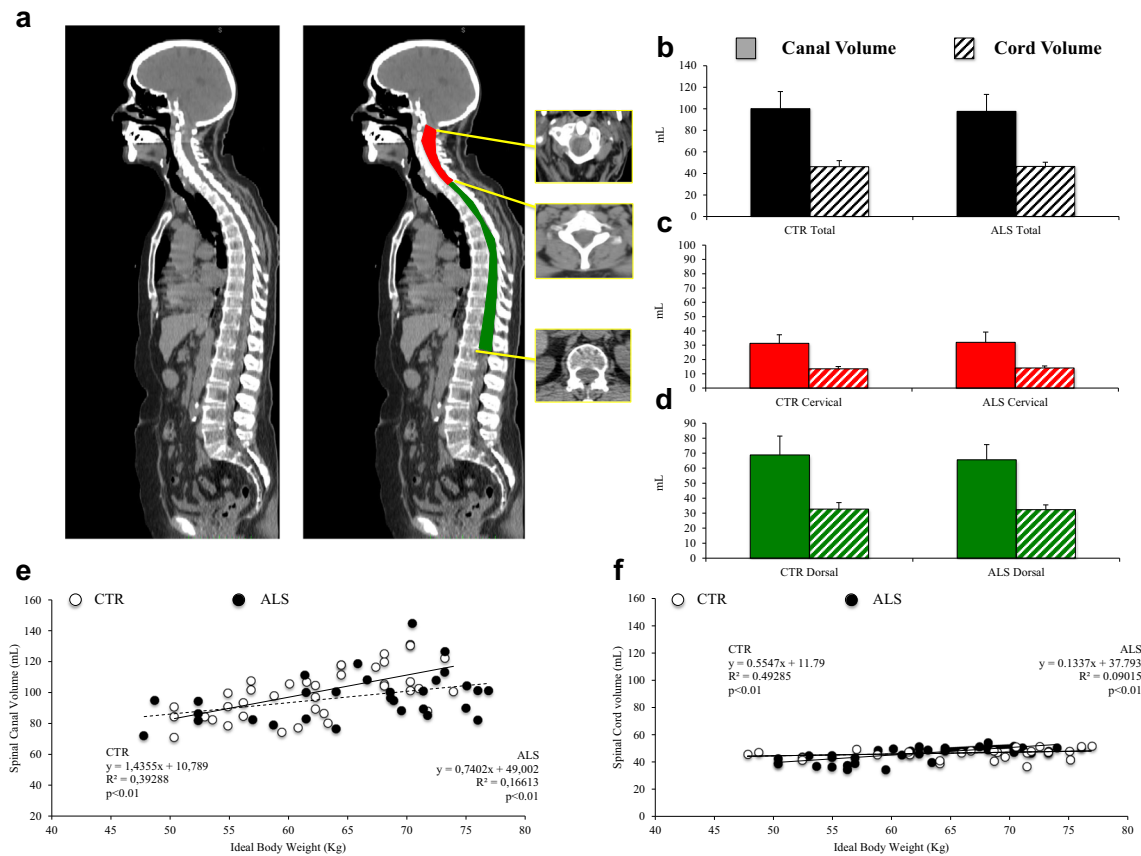 a
S
S
b
Canal Volume
Cord Volume
140
120
100
80
60
40
20
0
mL
CTR Total
ALS Total
c
100
90
80
70
60
50
40
30
20
10
0
mL
CTR Cervical
ALS Cervical
d
90
80
70
60
50
40
30
20
10
0
mL
CTR Dorsal
ALS Dorsal
e
CTR
ALS
160
140
120
100
80
60
40
20
Spinal Canal Volume (mL)
CTR
y = 1,4355x + 10,789
R² = 0,39288
p<0.01
ALS
y = 0,7402x + 49,002
R² = 0,16613
p<0.01
40 50 55 60 65 70 75 80
Ideal Body Weight (Kg)
f
CTR
ALS
160
140
120
100
80
60
40
20
0
Spinal Cord volume (mL)
CTR
y = 0.5547x + 11.79
R² = 0.49285
p<0.01
ALS
y = 0.1337x + 37.793
R² = 0.09015
p<0.01
40 45 50 55 60 65 70 75 80
Ideal Body Weight (Kg)